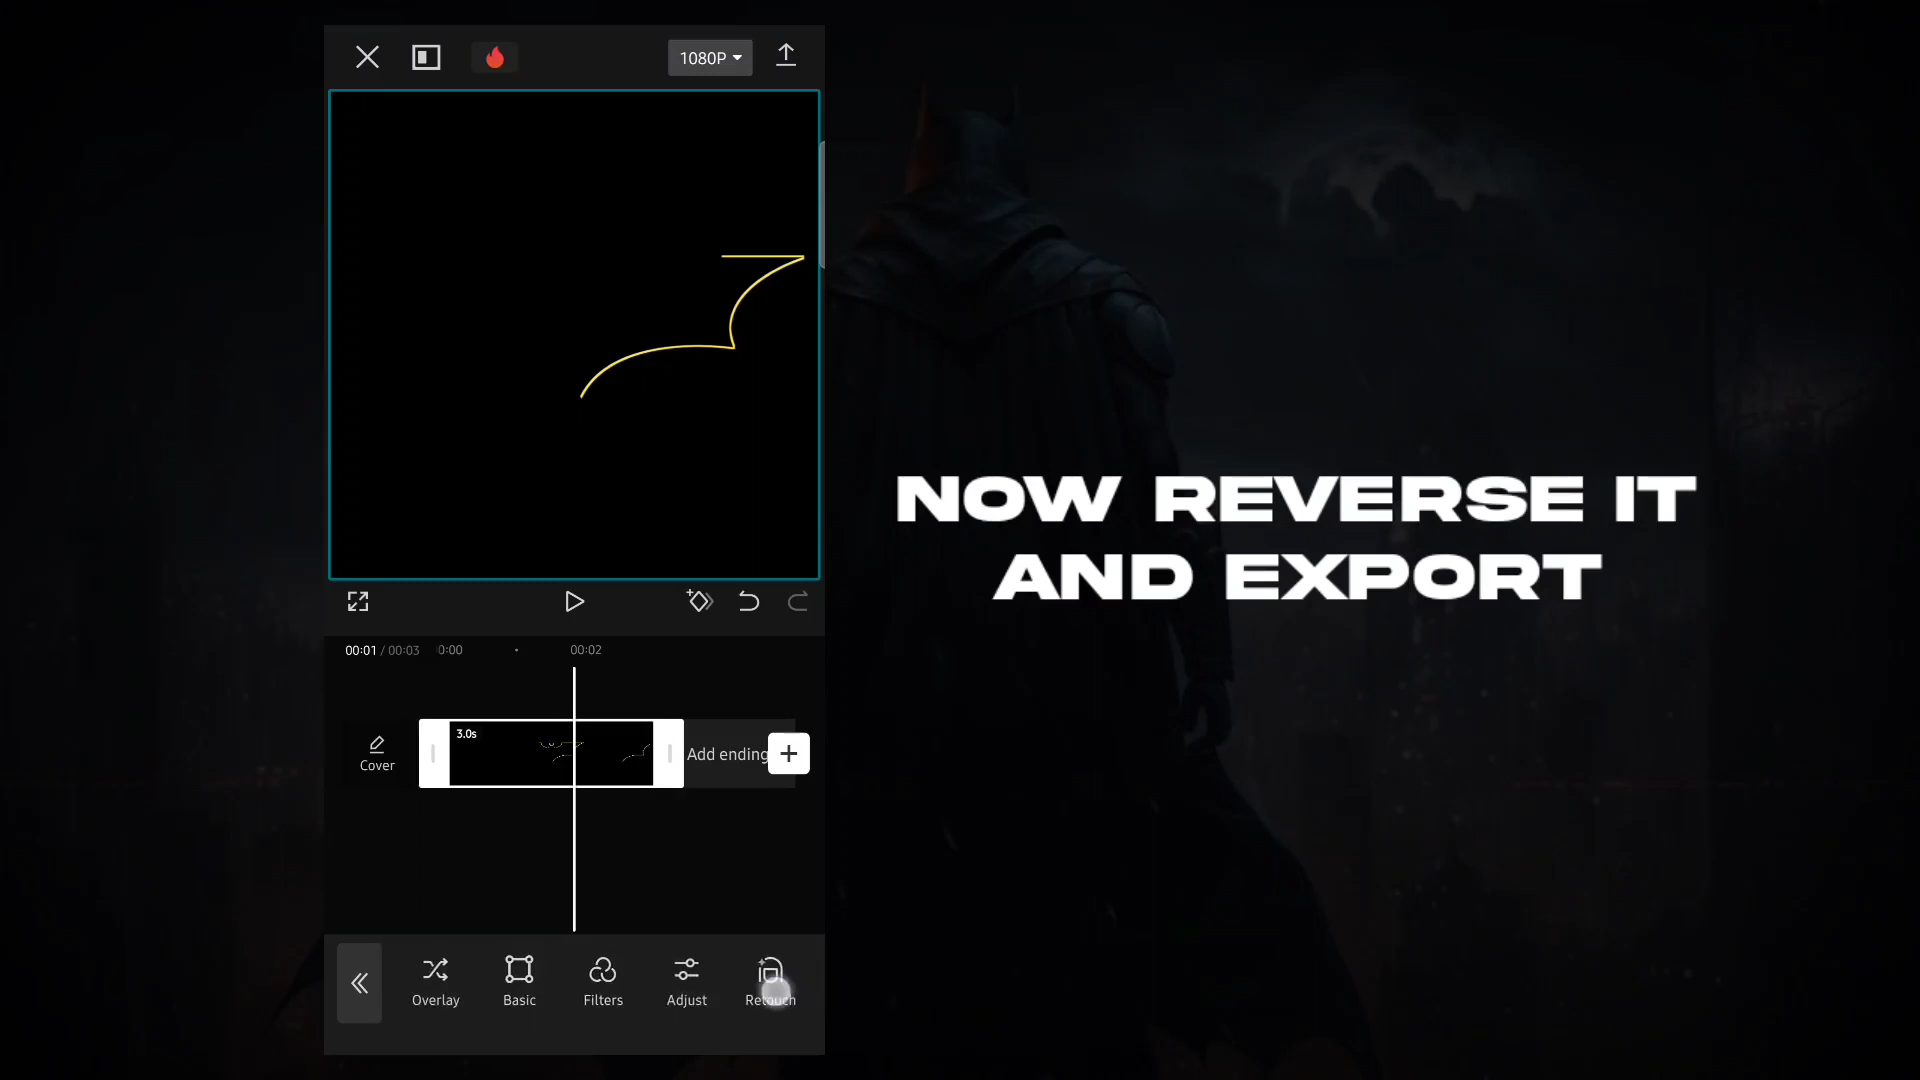 1080P
NOW REVERSE IT
AND EXPORT
00:01 / 00:03
0:00
00:02
3.0s
Cover
Add ending
Overlay
Basic
Filters
Adjust
Retouch